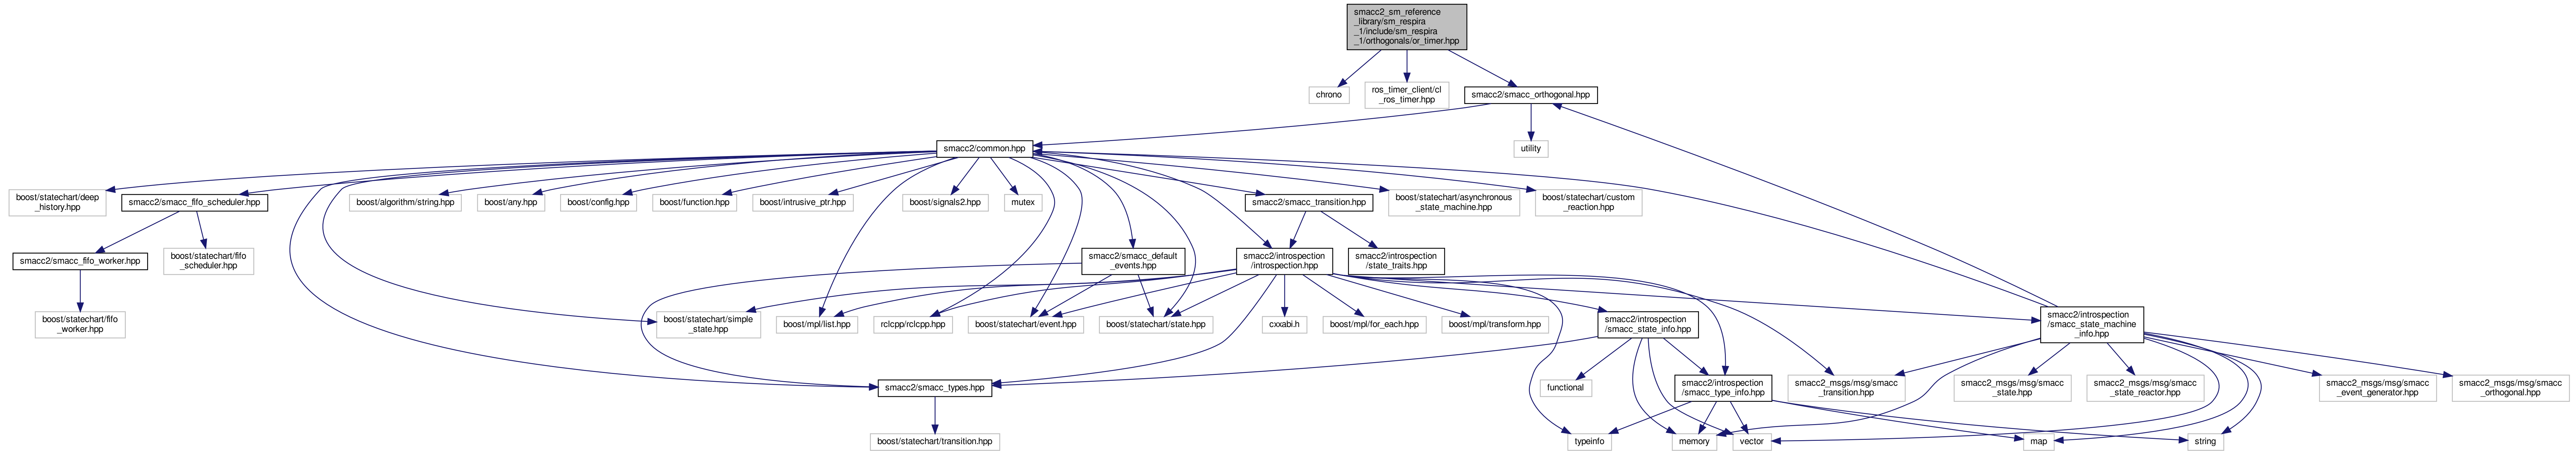 smacc2_sm_reference
_library/sm_respira
_1/include/sm_respira
_1/orthogonals/or_timer.hpp
chrono
ros_timer_client/cl
_ros_timer.hpp
smacc2/smacc_orthogonal.hpp
smacc2/common.hpp
utility
boost/statechart/deep
_history.hpp
smacc2/smacc_fifo_scheduler.hpp
boost/algorithm/string.hpp
boost/any.hpp
boost/config.hpp
boost/function.hpp
boost/intrusive_ptr.hpp
boost/signals2.hpp
mutex
smacc2/smacc_transition.hpp
boost/statechart/asynchronous
_state_machine.hpp
boost/statechart/custom
_reaction.hpp
smacc2/smacc_fifo_worker.hpp
boost/statechart/fifo
_scheduler.hpp
smacc2/smacc_default
_events.hpp
smacc2/introspection
/introspection.hpp
smacc2/introspection
/state_traits.hpp
boost/statechart/fifo
_worker.hpp
boost/statechart/simple
_state.hpp
boost/mpl/list.hpp
rclcpp/rclcpp.hpp
boost/statechart/event.hpp
boost/statechart/state.hpp
cxxabi.h
boost/mpl/for_each.hpp
boost/mpl/transform.hpp
smacc2/introspection
/smacc_state_info.hpp
smacc2/introspection
/smacc_state_machine
_info.hpp
smacc2/smacc_types.hpp
functional
smacc2/introspection
/smacc_type_info.hpp
smacc2_msgs/msg/smacc
_transition.hpp
smacc2_msgs/msg/smacc
_state.hpp
smacc2_msgs/msg/smacc
_state_reactor.hpp
smacc2_msgs/msg/smacc
_event_generator.hpp
smacc2_msgs/msg/smacc
_orthogonal.hpp
boost/statechart/transition.hpp
typeinfo
memory
vector
map
string